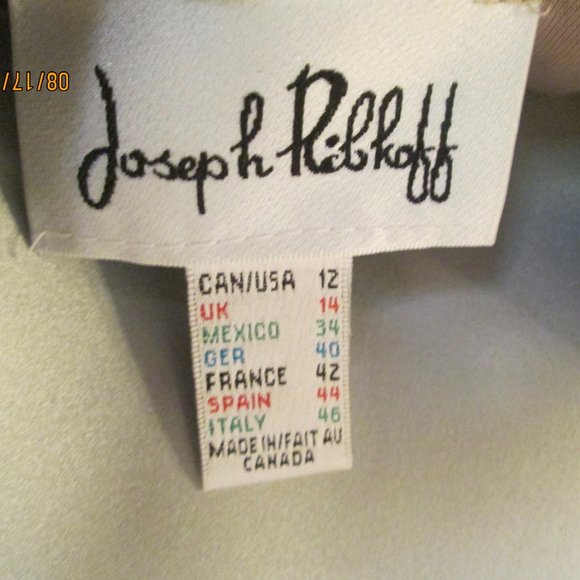 08/17/
Joseph Ribkoff
CAN/USA 12
UK 14
MEXICO 34
GER 40
FRANCE 42
SPAIN 44
ITALY 46
MADE IN/FAIT AU
CANADA